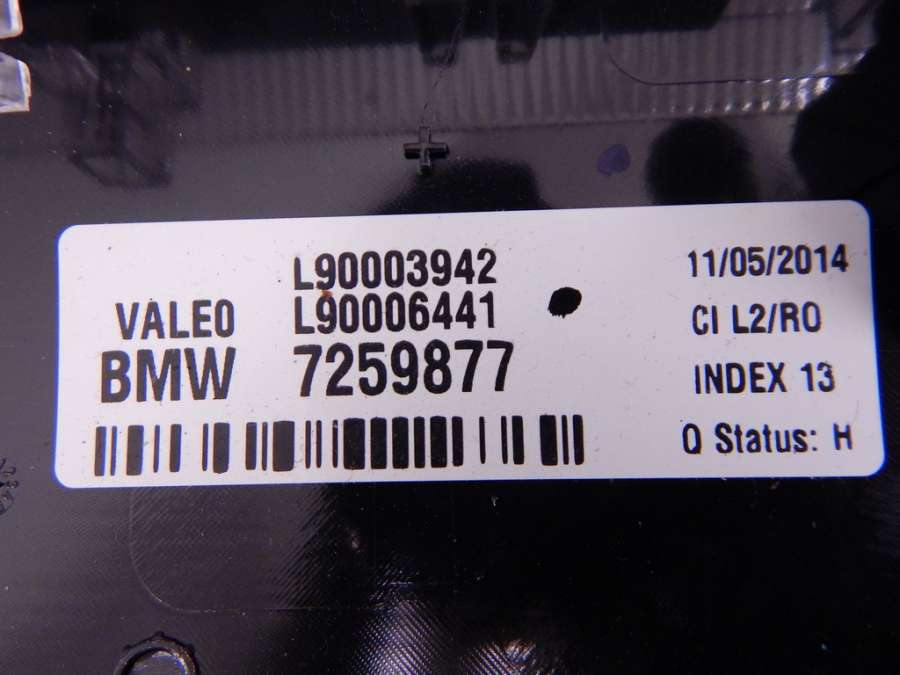 L90003942
VALEO L90006441
BMW 7259877
11/05/2014
CI L2/RO
INDEX 13
Q Status: H